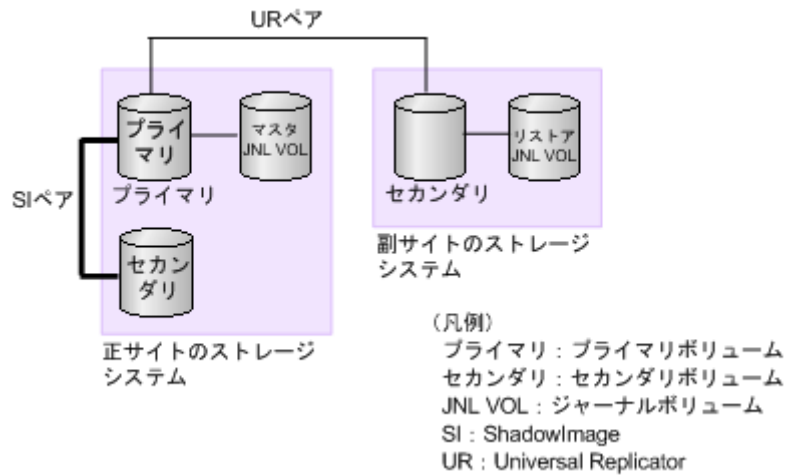 URペア
プライ
マリ
マスタ
JNL VOL
プライマリ
SIペア
セカン
ダリ
正サイトのストレージ
システム
リストア
JNL VOL
セカンダリ
副サイトのストレージ
システム
（凡例）
プライマリ：プライマリボリューム
セカンダリ：セカンダリボリューム
JNL VOL：ジャーナルボリューム
SI：ShadowImage
UR：Universal Replicator